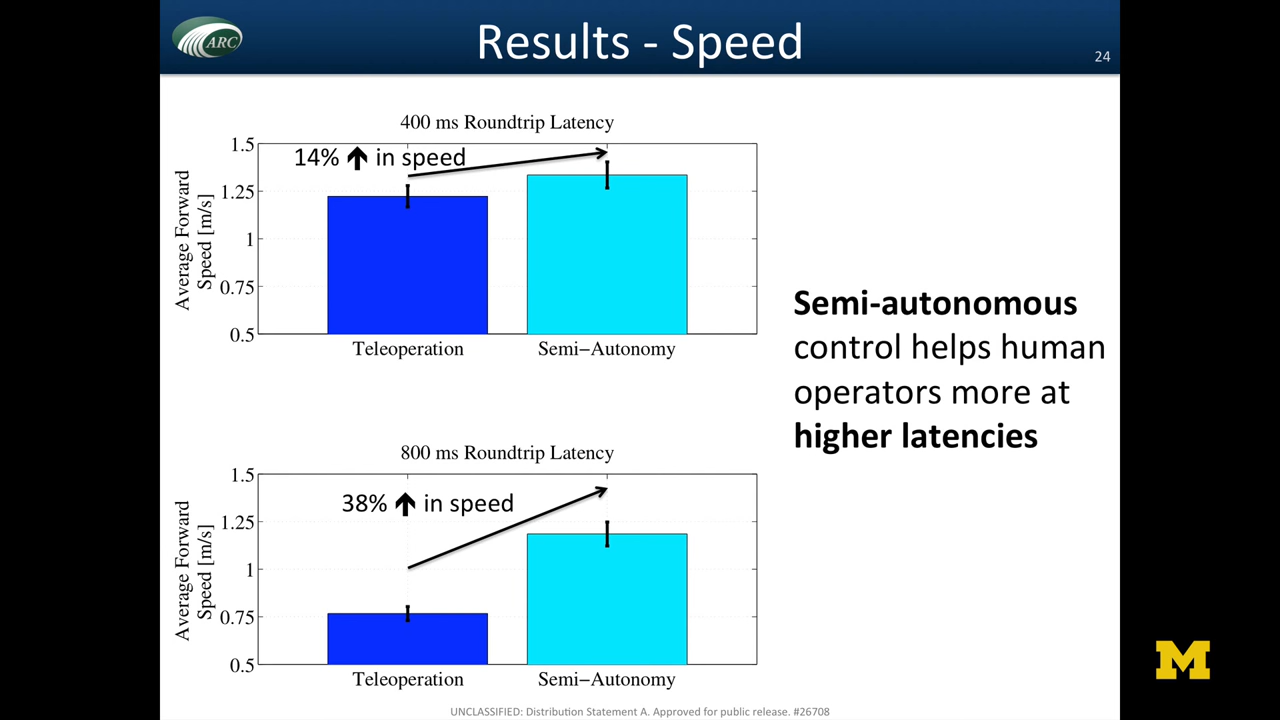 ARC
Results - Speed
24
400 ms Roundtrip Latency
14% ↑ in speed
1.5
1.25
1
0.75
0.5
Average Forward
Speed [m/s]
Teleoperation
Semi−Autonomy
Semi-autonomous
control helps human
operators more at
higher latencies
800 ms Roundtrip Latency
38% ↑ in speed
1.5
1.25
1
0.75
0.5
Average Forward
Speed [m/s]
Teleoperation
Semi−Autonomy
M
UNCLASSIFIED: Distribution Statement A. Approved for public release. #26708